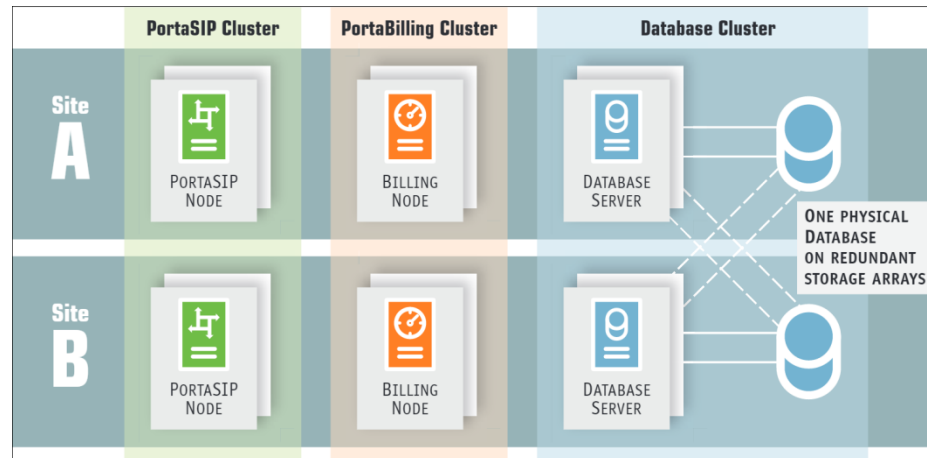 PortaSIP Cluster
PortaBilling Cluster
Database Cluster
Site
A
PORTASIP
NODE
BILLING
NODE
DATABASE
SERVER
ONE PHYSICAL
DATABASE
ON REDUNDANT
STORAGE ARRAYS
Site
B
PORTASIP
NODE
BILLING
NODE
DATABASE
SERVER